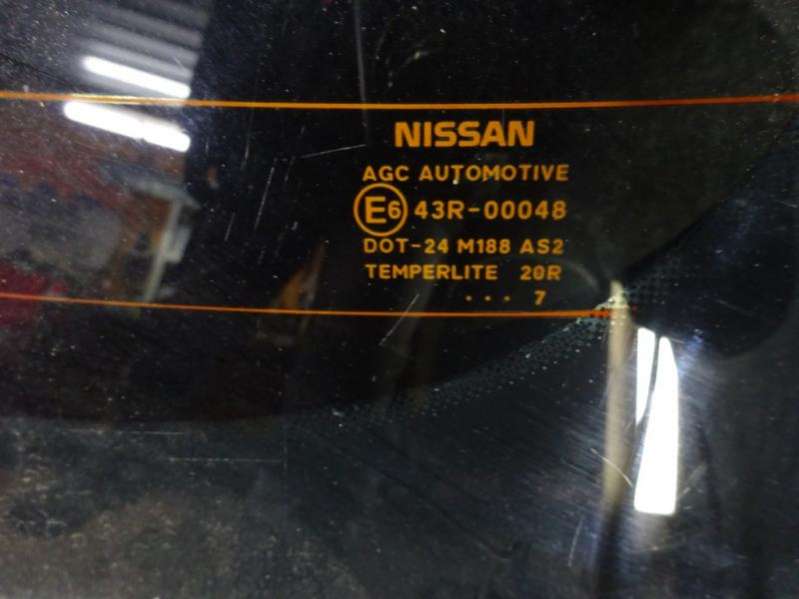 NISSAN
AGC AUTOMOTIVE
E6 43R-00048
DOT-24 M188 AS2
TEMPERLITE 20R
... 7